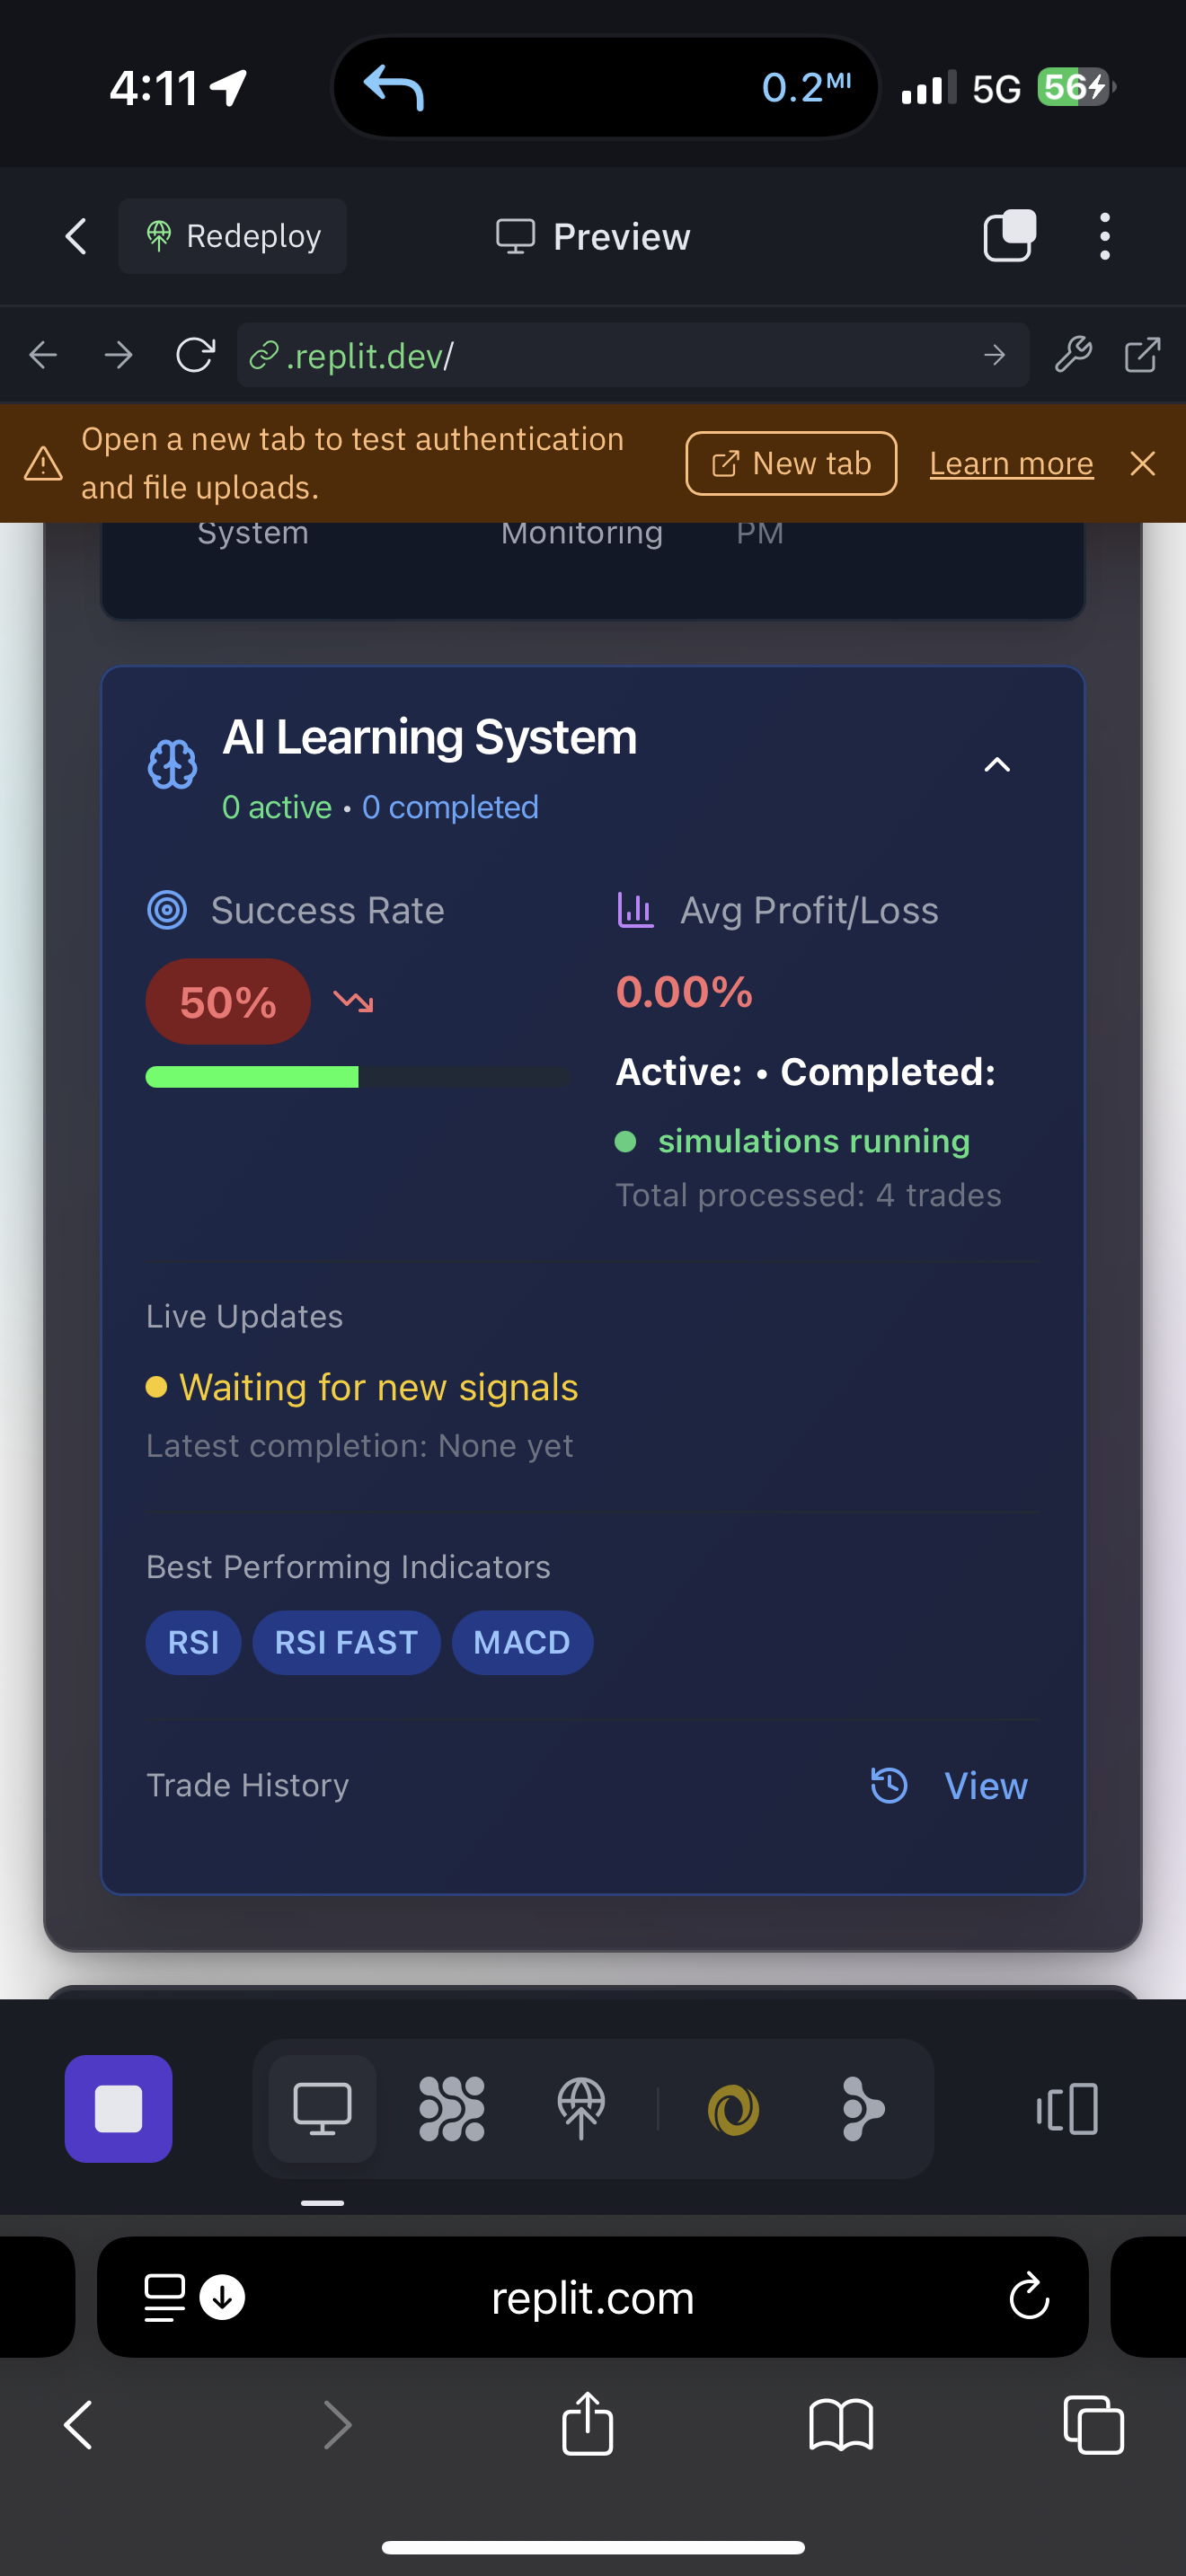 4:11
0.2MI
5G
56
Redeploy
Preview
.replit.dev/
Open a new tab to test authentication
and file uploads.
New tab
Learn more
System
Monitoring
PM
AI Learning System
0 active • 0 completed
Success Rate
50%
Avg Profit/Loss
0.00%
Active: • Completed:
simulations running
Total processed: 4 trades
Live Updates
Waiting for new signals
Latest completion: None yet
Best Performing Indicators
RSI
RSI FAST
MACD
Trade History
View
replit.com